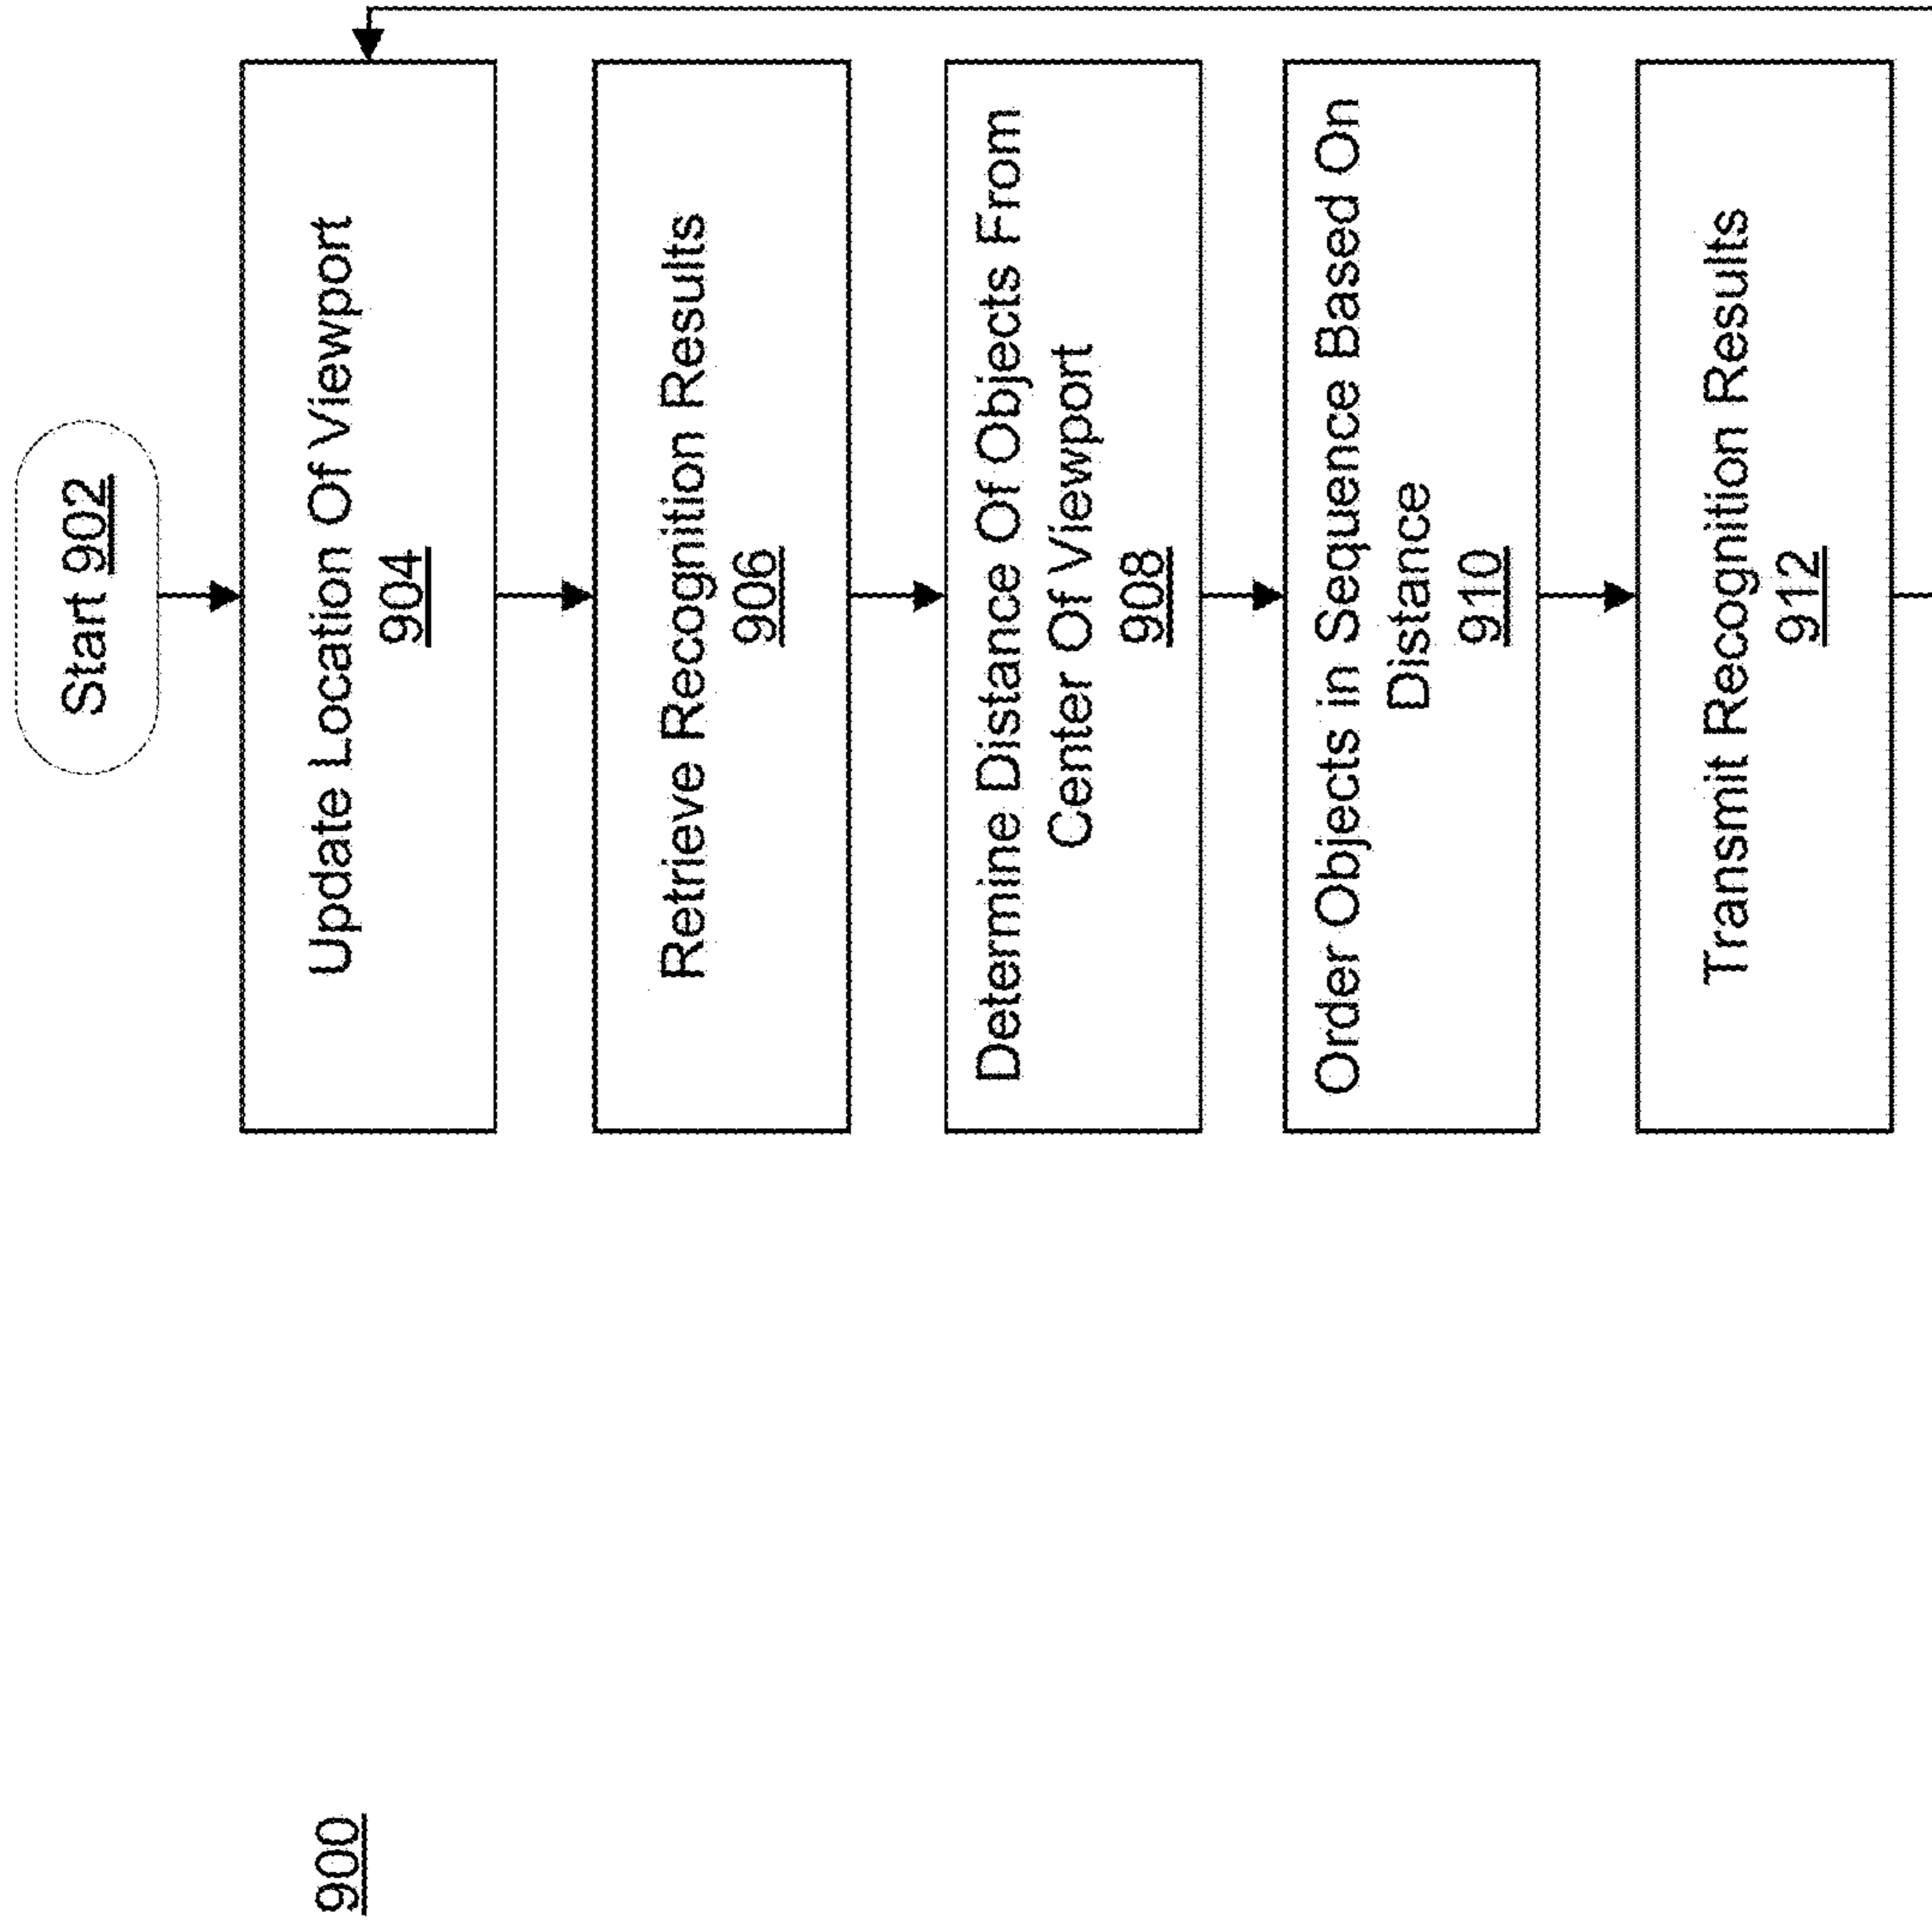 900
Start 902
Update Location Of Viewport
904
Retrieve Recognition Results
906
Determine Distance Of Objects From
Center Of Viewport
908
Order Objects in Sequence Based On
Distance
910
Transmit Recognition Results
912